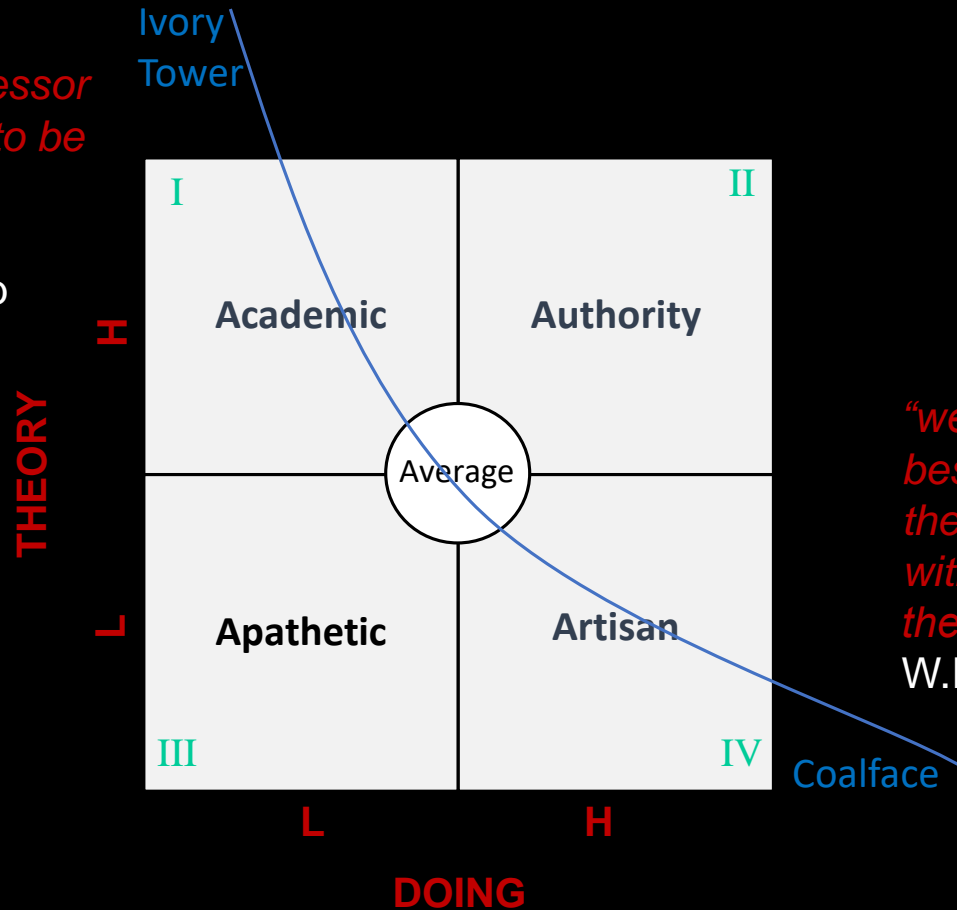 Ivory
Tower
essor
to be
I
II
H
Academic
Authority
THEORY
Average
“we
bes
the
with
the
W.
L
Apathetic
Artisan
III
IV
Coalface
L
H
DOING